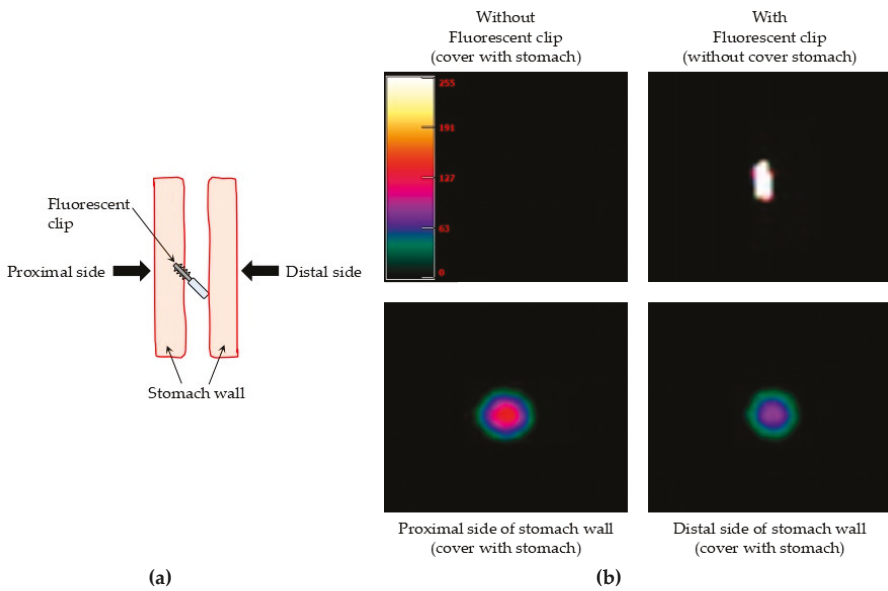 Fluorescent
clip
Proximal side
Distal side
Stomach wall
(a)
Without
Fluorescent clip
(cover with stomach)
With
Fluorescent clip
(without cover stomach)
255
191
127
63
0
Proximal side of stomach wall
(cover with stomach)
Distal side of stomach wall
(cover with stomach)
(b)